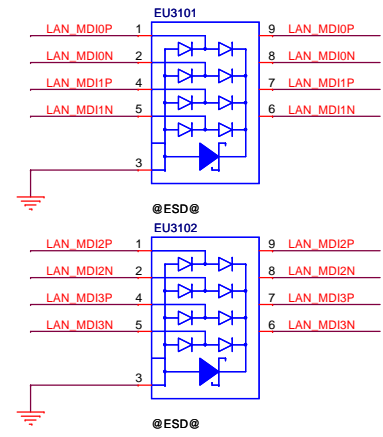 EU3101
LAN_MDI0P 1 9 LAN_MDI0P
LAN_MDI0N 2 8 LAN_MDI0N
LAN_MDI1P 4 7 LAN_MDI1P
LAN_MDI1N 5 6 LAN_MDI1N
3
@ESD@
EU3102
LAN_MDI2P 1 9 LAN_MDI2P
LAN_MDI2N 2 8 LAN_MDI2N
LAN_MDI3P 4 7 LAN_MDI3P
LAN_MDI3N 5 6 LAN_MDI3N
3
@ESD@